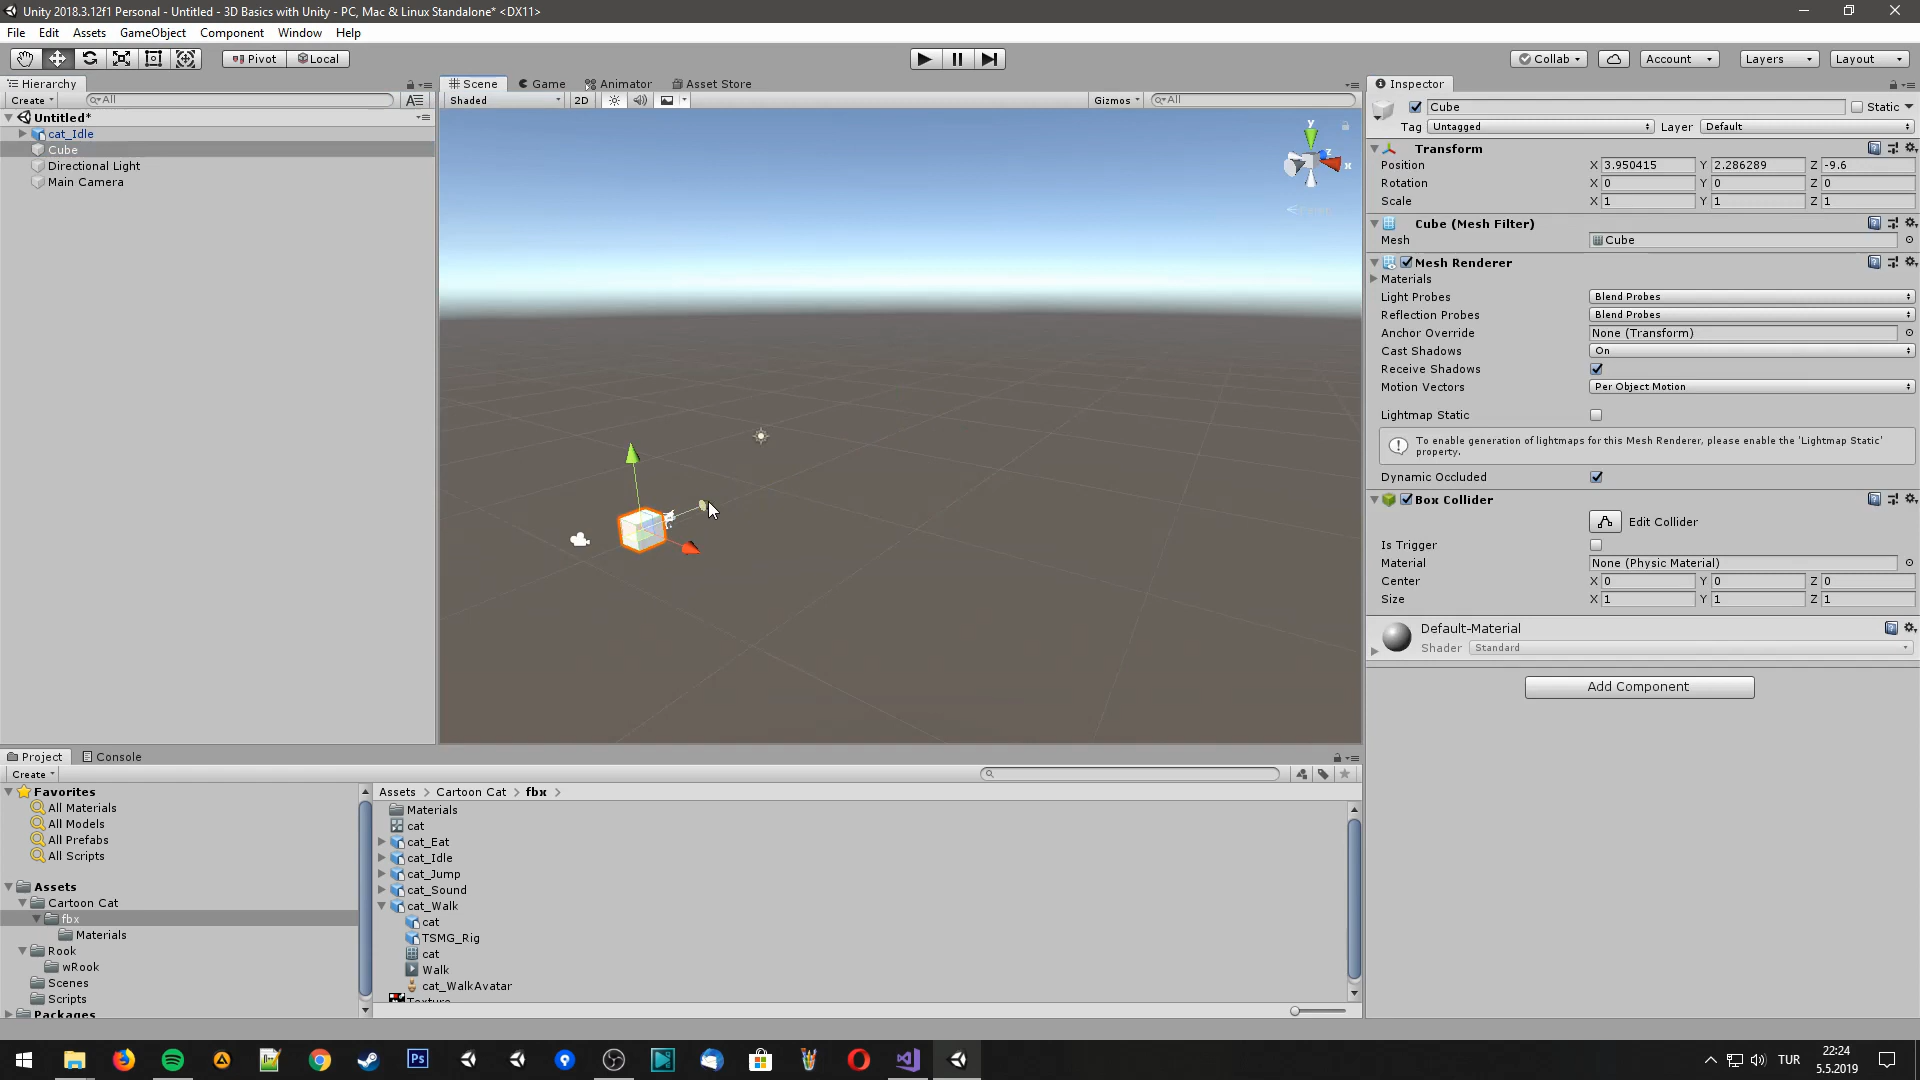 Unity 2018.3.12f1 Personal - Untitled - 3D Basics with Unity - PC, Mac & Linux Standalone* <DX11>
File Edit Assets GameObject Component Window Help
Pivot Local Collab Account Layers Layout
Hierarchy
Create All
Untitled*
cat_Idle
Cube
Directional Light
Main Camera
Scene Game Animator Asset Store
Shaded 2D Gizmos All
y
z
x
Inspector
Cube Static
Tag Untagged Layer Default
Transform
Position X 3.950415 Y 2.286289 Z -9.6
Rotation X 0 Y 0 Z 0
Scale X 1 Y 1 Z 1
Cube (Mesh Filter)
Mesh Cube
Mesh Renderer
Materials
Light Probes Blend Probes
Reflection Probes Blend Probes
Anchor Override None (Transform)
Cast Shadows On
Receive Shadows
Motion Vectors Per Object Motion
Lightmap Static
To enable generation of lightmaps for this Mesh Renderer, please enable the 'Lightmap Static'
property.
Dynamic Occluded
Box Collider
Edit Collider
Is Trigger
Material None (Physic Material)
Center X 0 Y 0 Z 0
Size X 1 Y 1 Z 1
Default-Material
Shader Standard
Add Component
Project Console
Create
Favorites
All Materials
All Models
All Prefabs
All Scripts
Assets
Cartoon Cat
fbx
Materials
Rook
wRook
Scenes
Scripts
Packages
Assets > Cartoon Cat > fbx >
Materials
cat
cat_Eat
cat_Idle
cat_Jump
cat_Sound
cat_Walk
cat
TSMG_Rig
cat
Walk
cat_WalkAvatar
Texture
Ps
TUR
22:24
5.5.2019